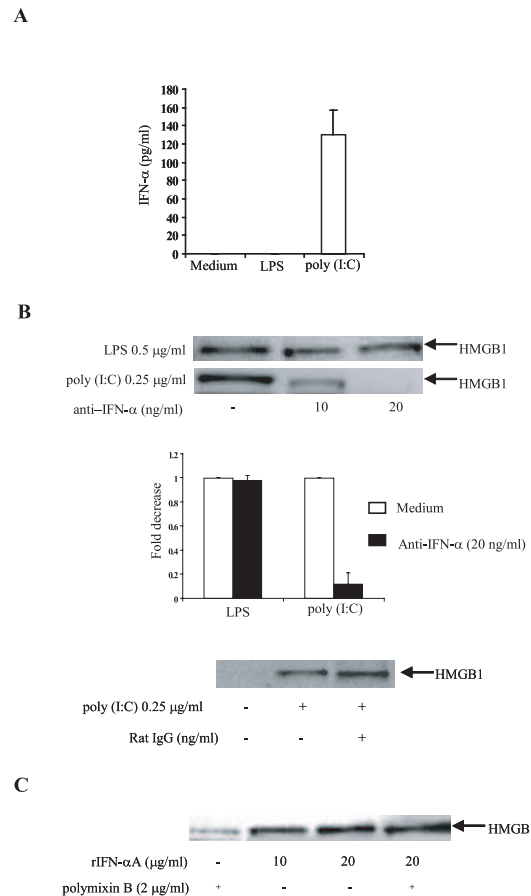 A
IFN-α (pg/ml)
180
160
140
120
100
80
60
40
20
0
Medium LPS poly (I:C)
B
LPS 0.5 μg/ml HMGB1
poly (I:C) 0.25 μg/ml HMGB1
anti–IFN-α (ng/ml) - 10 20
Fold decrease
1.2
1
0.8
0.6
0.4
0.2
0
LPS poly (I:C)
Medium
Anti-IFN-α (20 ng/ml)
HMGB1
poly (I:C) 0.25 μg/ml - + +
Rat IgG (ng/ml) - - +
C
HMGB
rIFN-αA (μg/ml) - 10 20 20
polymixin B (2 μg/ml) + - - +